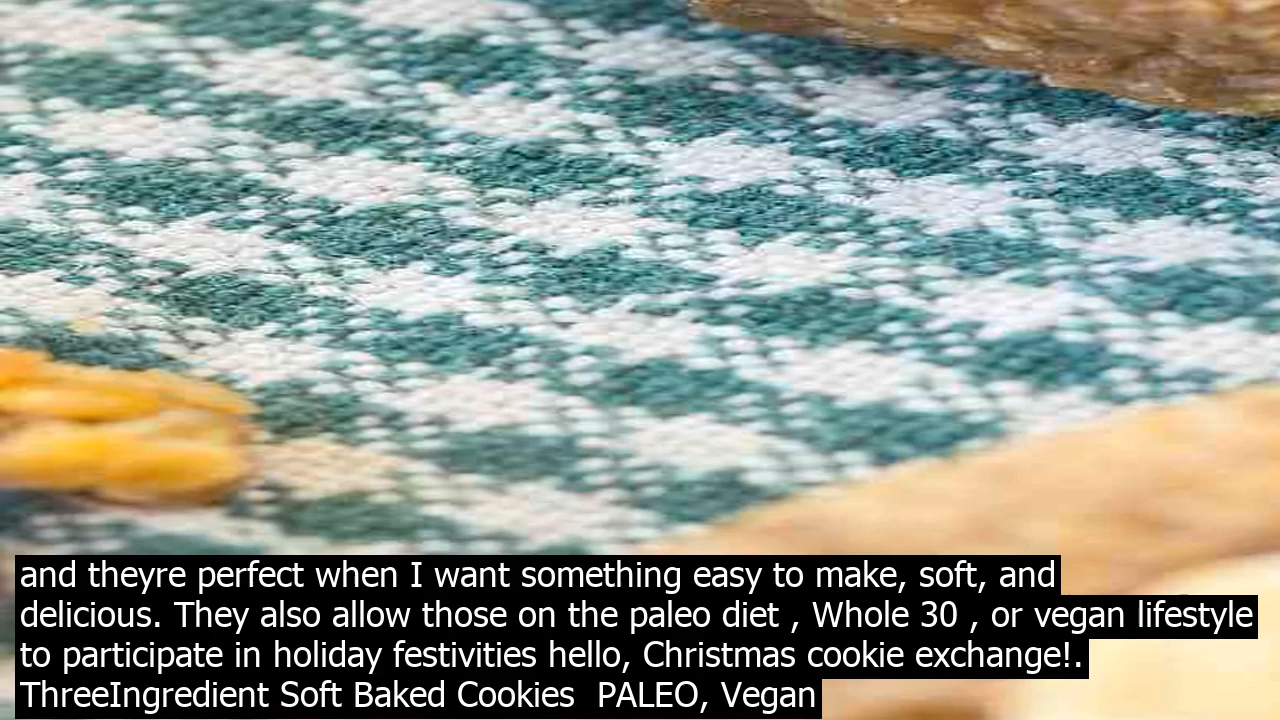 and theyre perfect when I want something easy to make, soft, and
delicious. They also allow those on the paleo diet , Whole 30 , or vegan lifestyle
to participate in holiday festivities hello, Christmas cookie exchange!.
ThreeIngredient Soft Baked Cookies  PALEO, Vegan